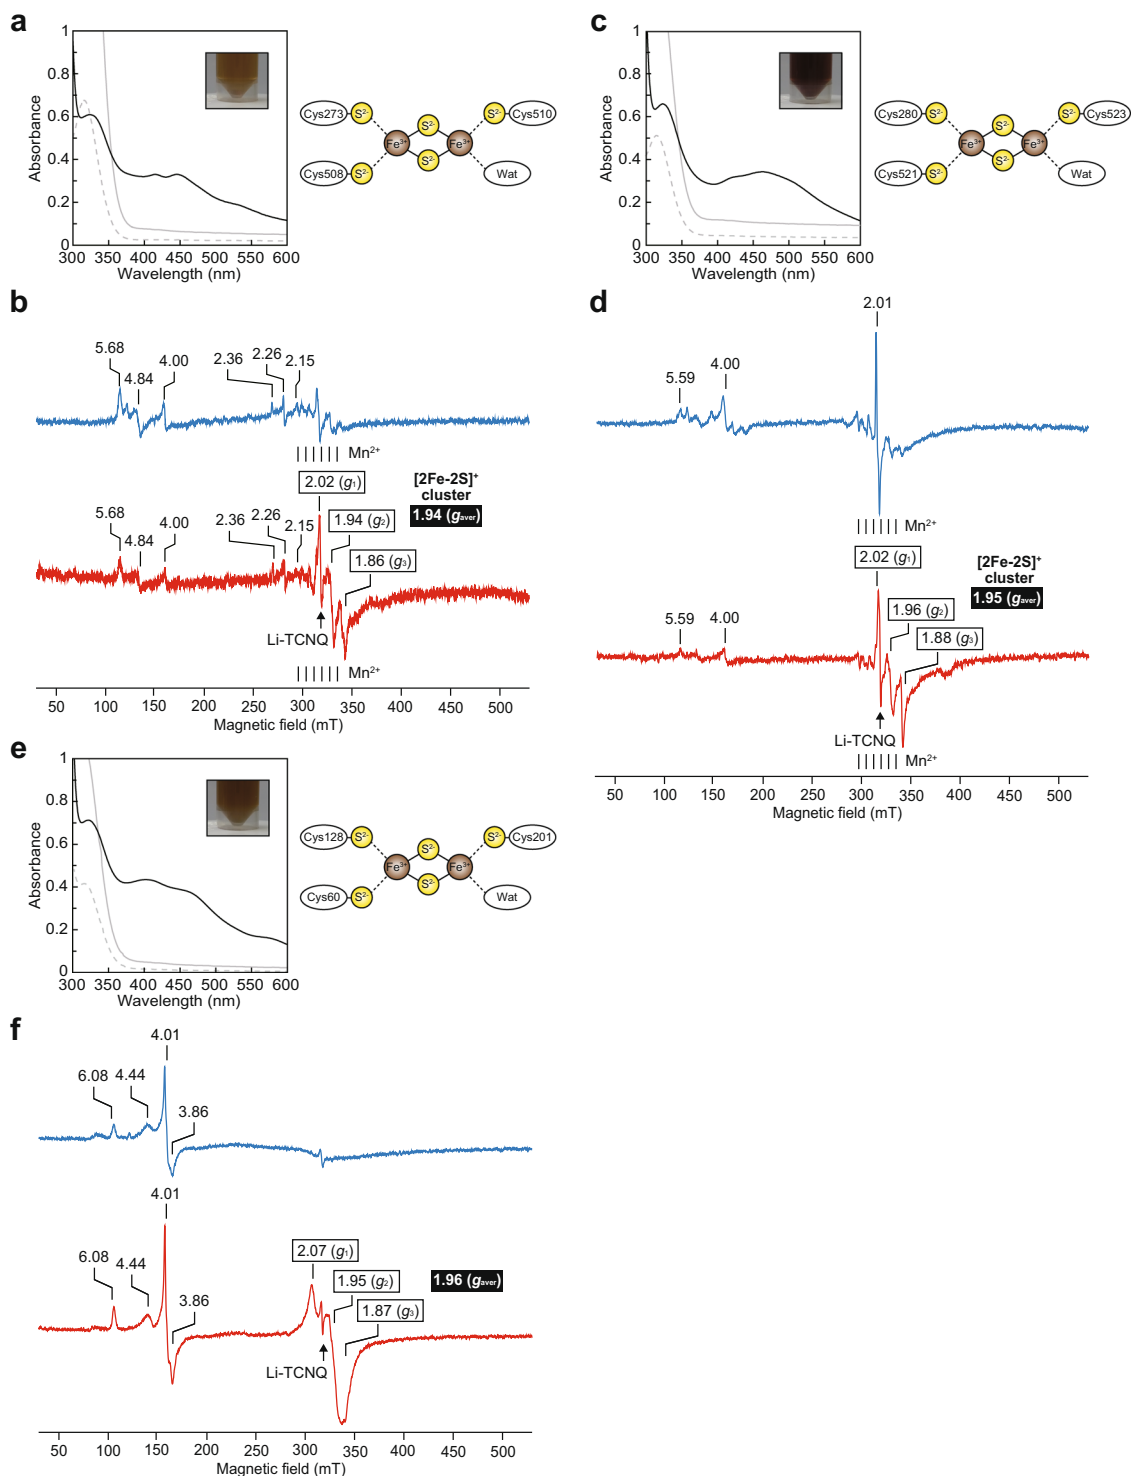 a
1
0.8
0.6
0.4
0.2
0
Absorbance
300 350 400 450 500 550 600
Wavelength (nm)
Cys273 S²⁻ S²⁻ S²⁻ Cys510
Fe³⁺ Fe³⁺
Cys508 S²⁻ S²⁻ Wat
c
1
0.8
0.6
0.4
0.2
0
Absorbance
300 350 400 450 500 550 600
Wavelength (nm)
Cys280 S²⁻ S²⁻ S²⁻ Cys523
Fe³⁺ Fe³⁺
Cys521 S²⁻ S²⁻ Wat
b
5.68 4.84 4.00 2.36 2.26 2.15
Mn²⁺
2.02 (g₁)
[2Fe-2S]⁺
cluster
1.94 (gaver)
5.68 4.84 4.00 2.36 2.26 2.15
1.94 (g₂)
1.86 (g₃)
Li-TCNQ
Mn²⁺
50 100 150 200 250 300 350 400 450 500
Magnetic field (mT)
d
2.01
5.59 4.00
Mn²⁺
2.02 (g₁)
[2Fe-2S]⁺
cluster
1.95 (gaver)
5.59 4.00
1.96 (g₂)
1.88 (g₃)
Li-TCNQ
Mn²⁺
50 100 150 200 250 300 350 400 450 500
Magnetic field (mT)
e
1
0.8
0.6
0.4
0.2
0
Absorbance
300 350 400 450 500 550 600
Wavelength (nm)
Cys128 S²⁻ S²⁻ S²⁻ Cys201
Fe³⁺ Fe³⁺
Cys60 S²⁻ S²⁻ Wat
f
4.01
6.08 4.44
3.86
4.01
6.08 4.44
3.86
2.07 (g₁)
1.95 (g₂)
1.87 (g₃)
1.96 (gaver)
Li-TCNQ
50 100 150 200 250 300 350 400 450 500
Magnetic field (mT)